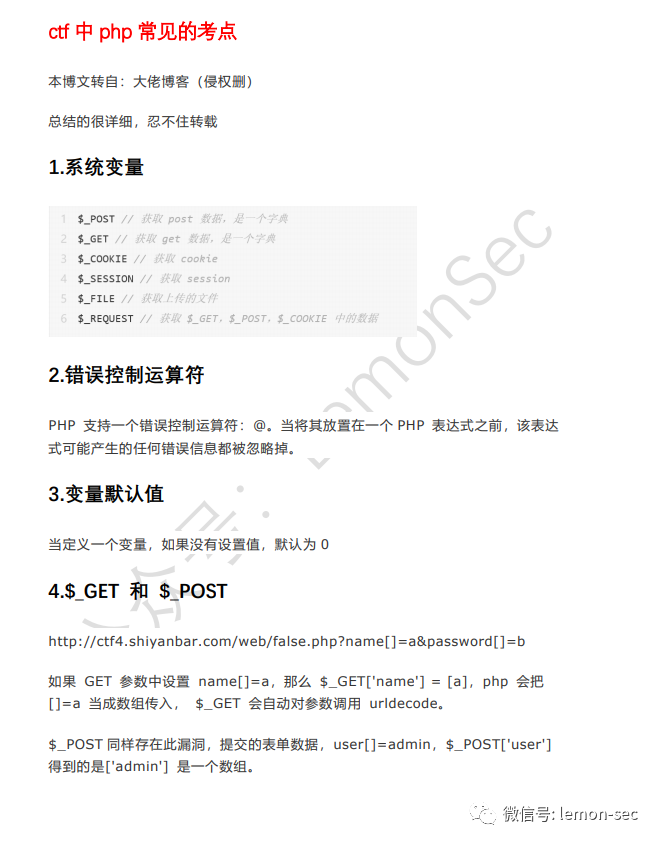 ctf 中 php 常见的考点
本博文转自：大佬博客（侵权删）
总结的很详细，忍不住转载
1.系统变量
1 $_POST // 获取 post 数据，是一个字典
2 $_GET // 获取 get 数据，是一个字典
3 $_COOKIE // 获取 cookie
4 $_SESSION // 获取 session
5 $_FILE // 获取上传的文件
6 $_REQUEST // 获取 $_GET，$_POST，$_COOKIE 中的数据
2.错误控制运算符
PHP 支持一个错误控制运算符：@。当将其放置在一个 PHP 表达式之前，该表达
式可能产生的任何错误信息都被忽略掉。
3.变量默认值
当定义一个变量，如果没有设置值，默认为 0
4.$_GET 和 $_POST
http://ctf4.shiyanbar.com/web/false.php?name[]=a&password[]=b
如果 GET 参数中设置 name[]=a，那么 $_GET['name'] = [a]，php 会把
[]=a 当成数组传入， $_GET 会自动对参数调用 urldecode。
$_POST 同样存在此漏洞，提交的表单数据，user[]=admin，$_POST['user']
得到的是['admin'] 是一个数组。
公众号：LemonSec
微信号: lemon-sec